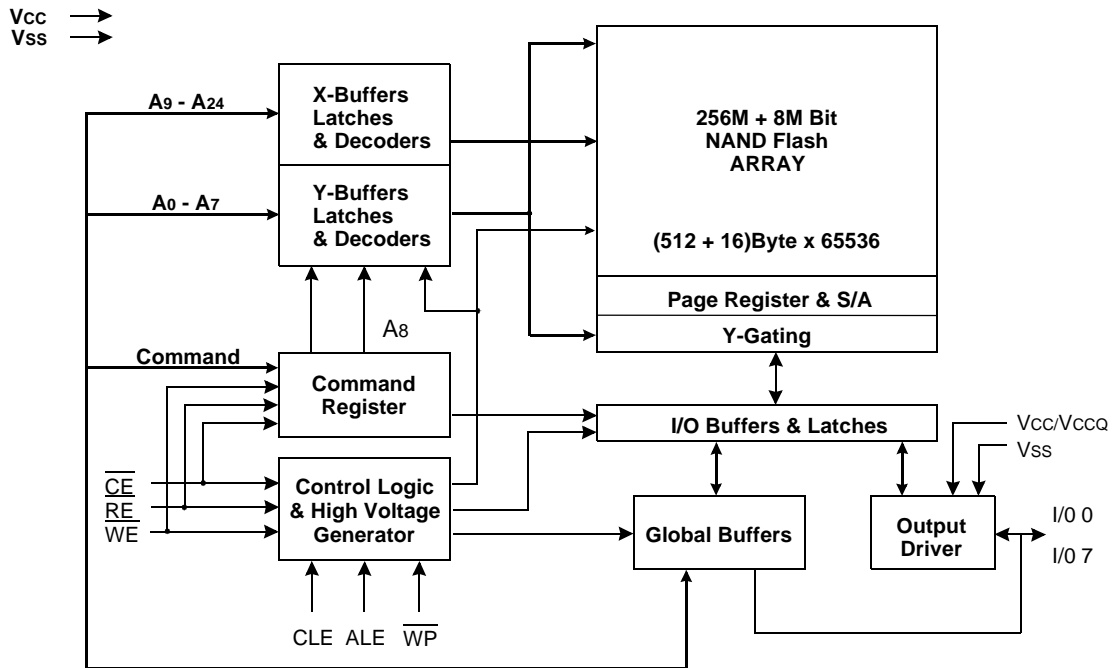 VCC
VSS
A9 - A24
X-Buffers
Latches
& Decoders
A0 - A7
Y-Buffers
Latches
& Decoders
256M + 8M Bit
NAND Flash
ARRAY
(512 + 16)Byte x 65536
Page Register & S/A
Y-Gating
A8
Command
Command
Register
I/O Buffers & Latches
VCC/VCCQ
VSS
CE
RE
WE
Control Logic
& High Voltage
Generator
Global Buffers
Output
Driver
I/0 0
I/0 7
CLE
ALE
WP